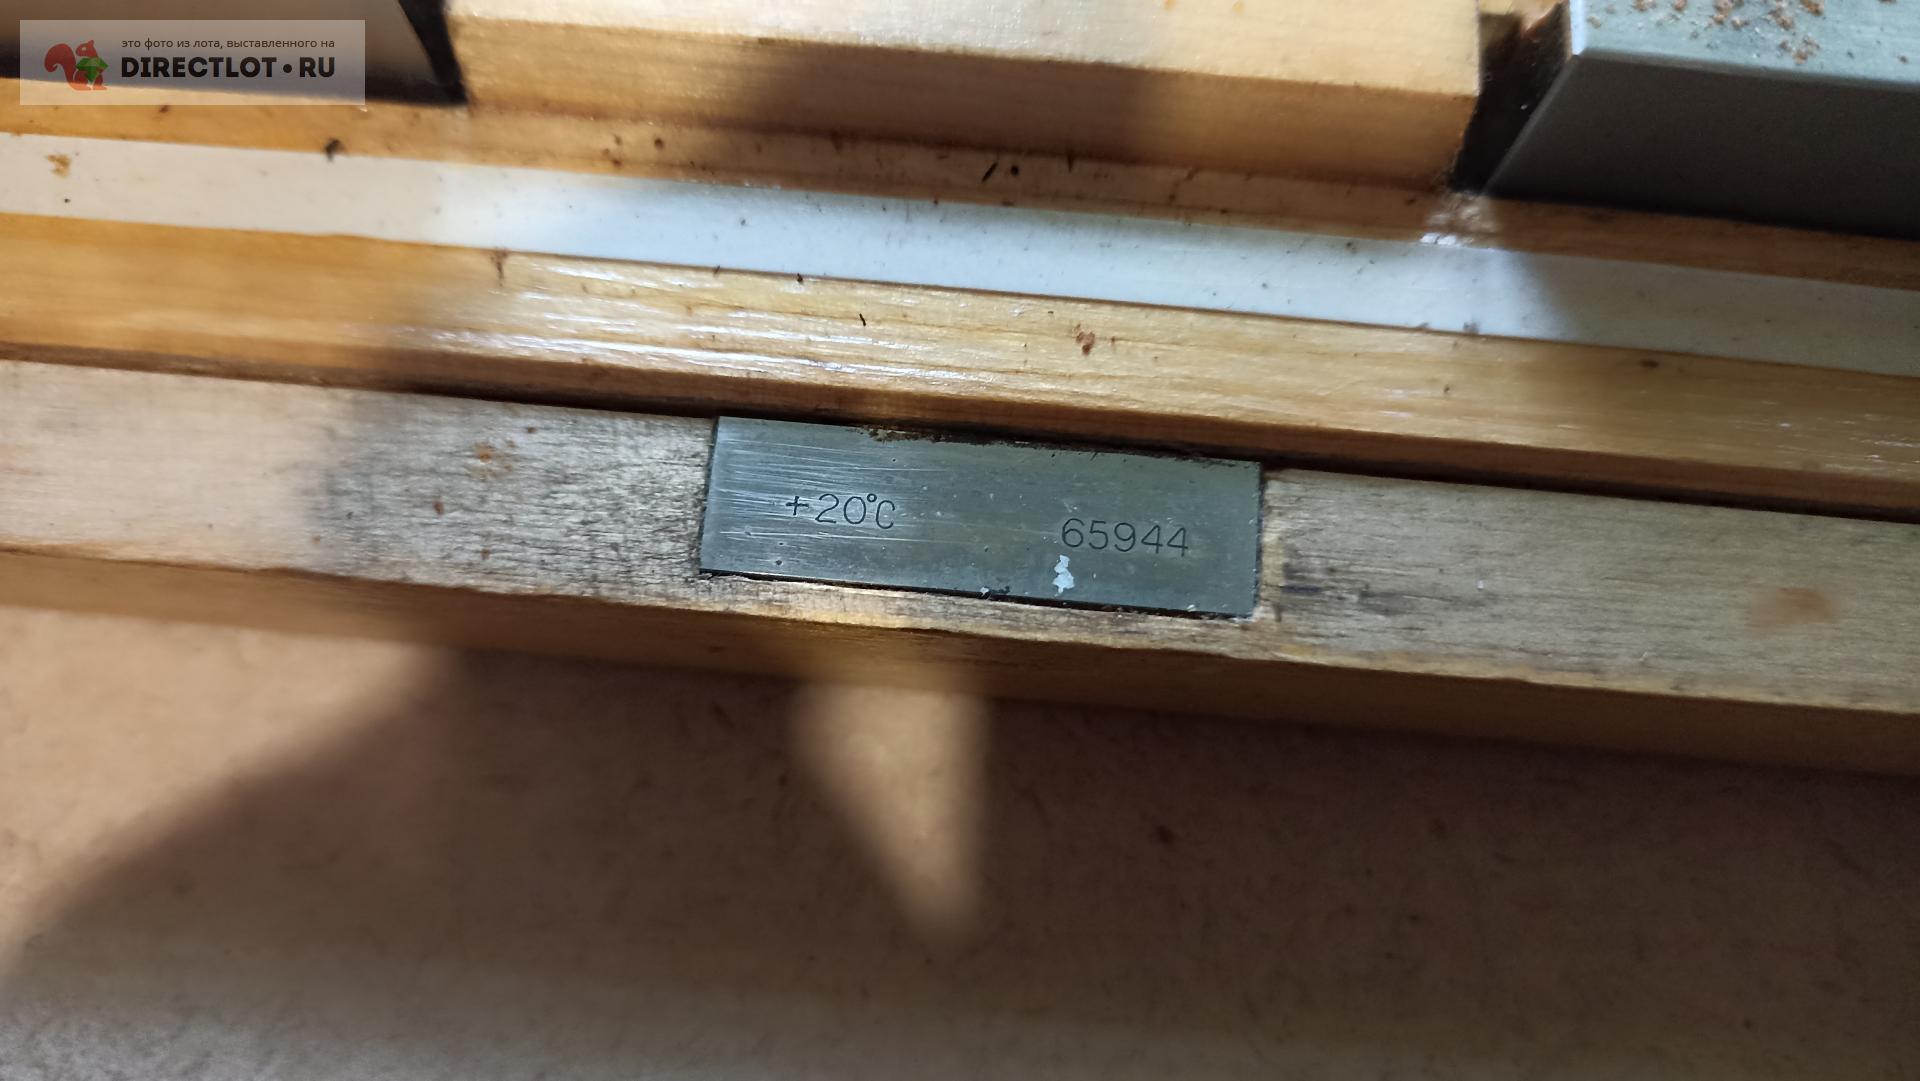 это фото из лота, выставленного на
DIRECTLOT•RU
+20°C
65944